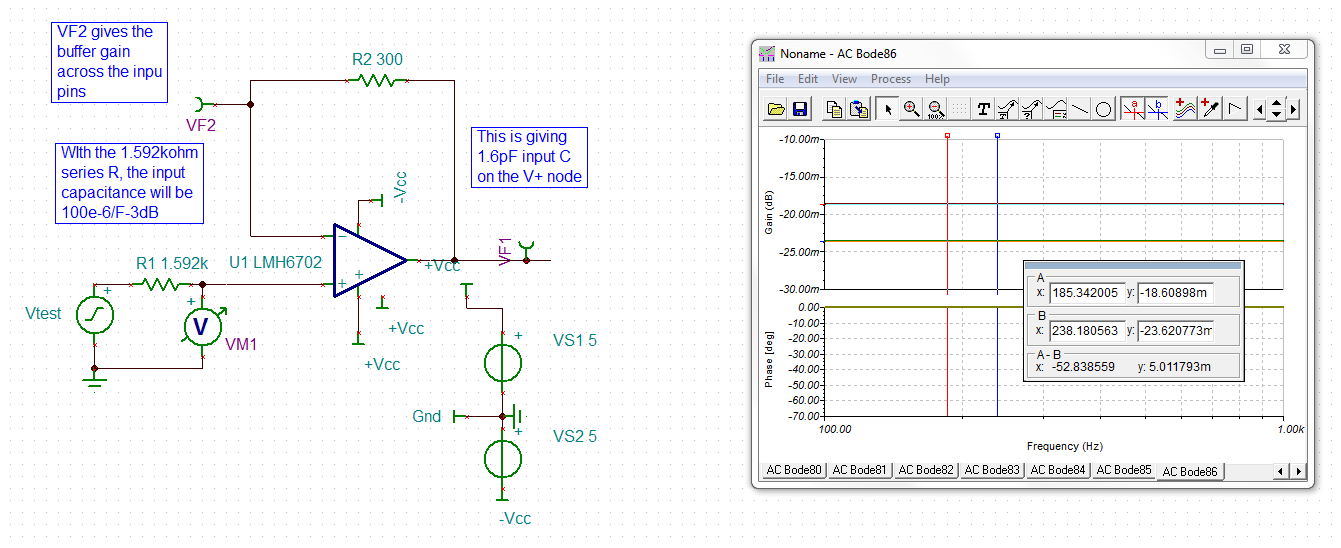 VF2 gives the
buffer gain
across the inpu
pins
R2 300
VF2
WIth the 1.592kohm
series R, the input
capacitance will be
100e-6/F-3dB
This is giving
1.6pF input C
on the V+ node
-Vcc
R1 1.592k
U1 LMH6702
+Vcc
VF1
Vtest
V
VM1
+Vcc
+Vcc
VS1 5
Gnd
VS2 5
-Vcc
Noname - AC Bode86
File Edit View Process Help
100%
T
a
b
-10.00m
-15.00m
-20.00m
-25.00m
-30.00m
Gain (dB)
0.00
-10.00
-20.00
-30.00
-40.00
-50.00
-60.00
-70.00
Phase [deg]
100.00
1.00k
Frequency (Hz)
A
x: 185.342005 y: -18.60898m
B
x: 238.180563 y: -23.620773m
A - B
x: -52.838559 y: 5.011793m
AC Bode80 AC Bode81 AC Bode82 AC Bode83 AC Bode84 AC Bode85 AC Bode86